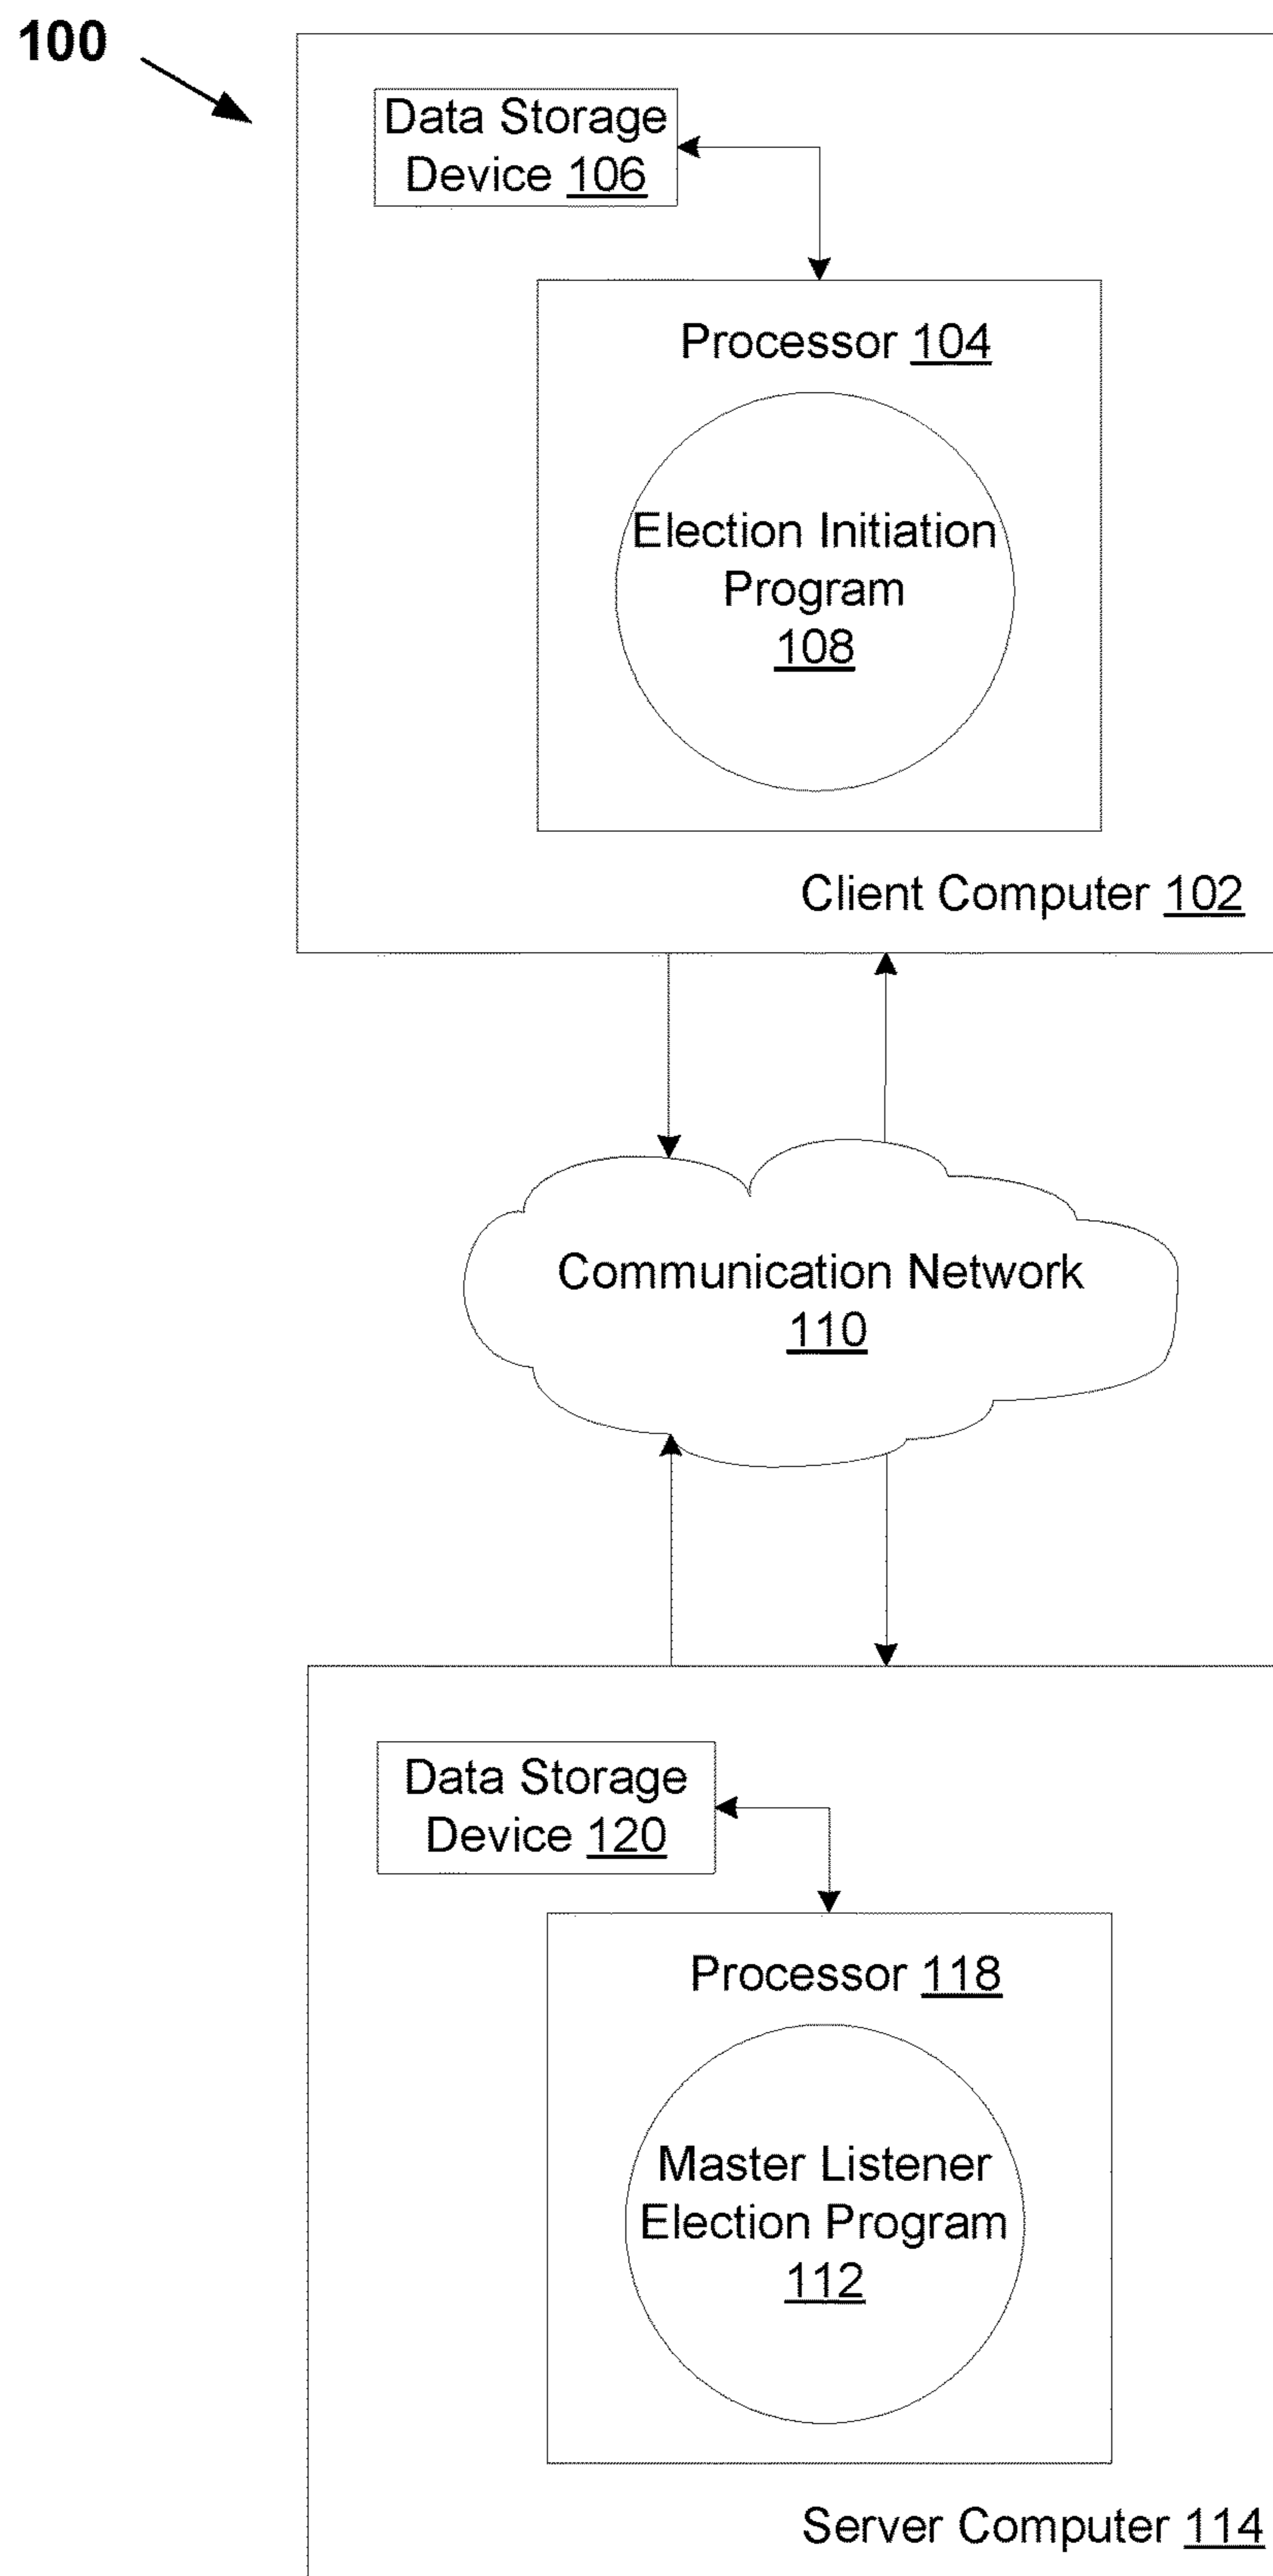 100
Data Storage
Device 106
Processor 104
Election Initiation
Program
108
Client Computer 102
Communication Network
110
Data Storage
Device 120
Processor 118
Master Listener
Election Program
112
Server Computer 114